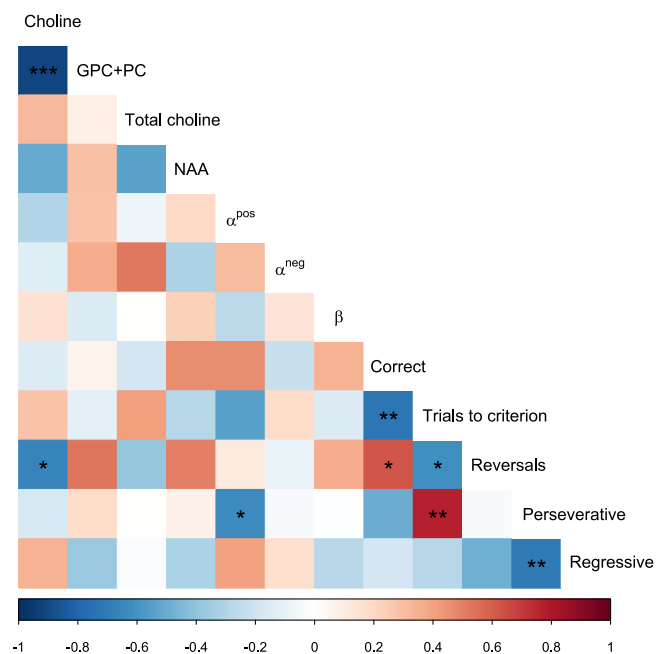 Choline
*** GPC+PC
Total choline
NAA
α^pos
α^neg
β
Correct
** Trials to criterion
* * * Reversals
* ** Perseverative
** Regressive
-1 -0.8 -0.6 -0.4 -0.2 0 0.2 0.4 0.6 0.8 1